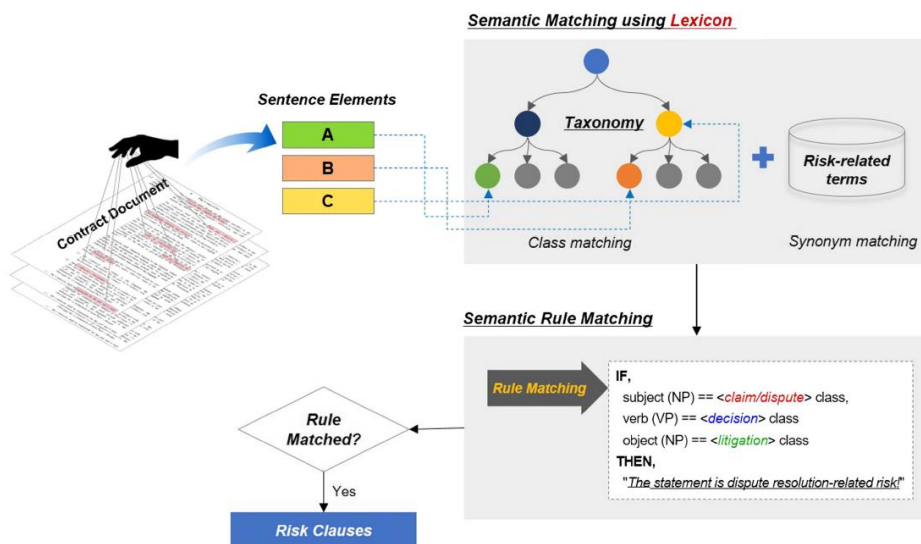 Semantic Matching using Lexicon
Sentence Elements
A
B
C
Contract Document
Taxonomy
Risk-related
terms
Class matching
Synonym matching
Semantic Rule Matching
Rule Matching
IF,
subject (NP) == <claim/dispute> class,
verb (VP) == <decision> class
object (NP) == <litigation> class
THEN,
"The statement is dispute resolution-related risk!"
Rule
Matched?
Yes
Risk Clauses